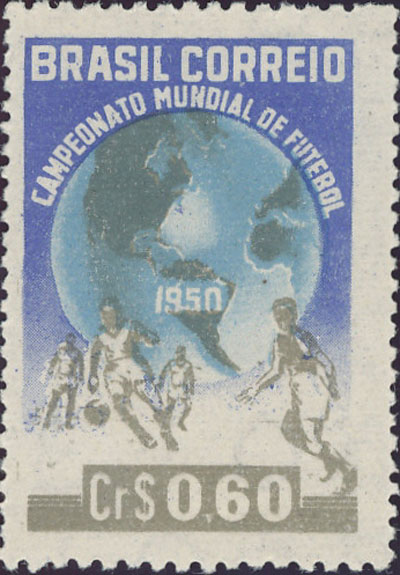 BRASIL CORREIO
CAMPEONATO MUNDIAL DE FUTEBOL
1950
Cr$ 0,60